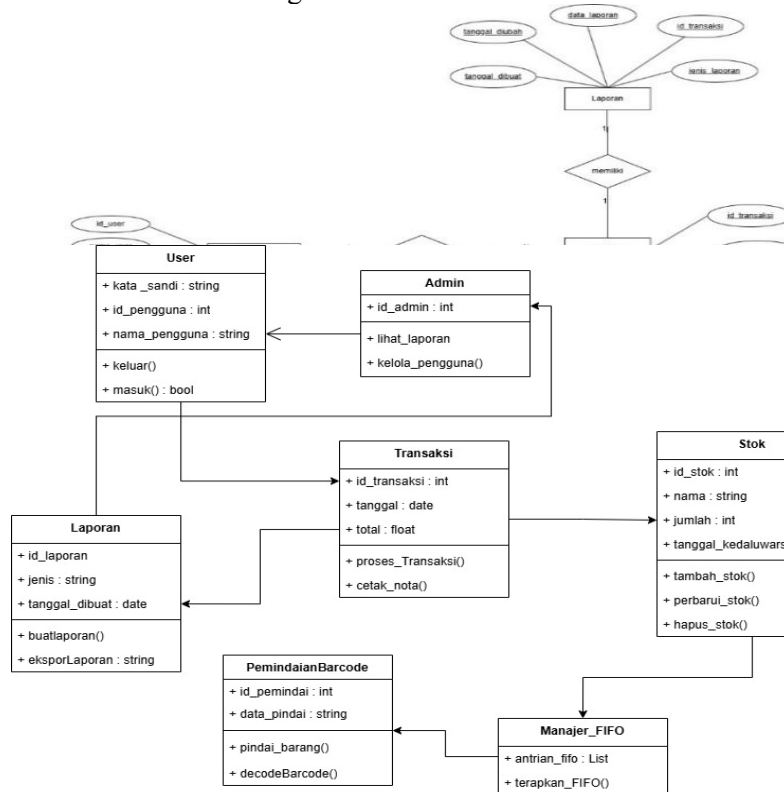 data_laporan
tanggal_diubah
id_transaksi
tanggal_dibuat
jenis_laporan
Laporan
1
memiliki
1
id_user
id_transaksi
User
+ kata _sandi : string
+ id_pengguna : int
+ nama_pengguna : string
+ keluar()
+ masuk() : bool
Admin
+ id_admin : int
+ lihat_laporan
+ kelola_pengguna()
Transaksi
+ id_transaksi : int
+ tanggal : date
+ total : float
+ proses_Transaksi()
+ cetak_nota()
Stok
+ id_stok : int
+ nama : string
+ jumlah : int
+ tanggal_kedaluwars
+ tambah_stok()
+ perbarui_stok()
+ hapus_stok()
Laporan
+ id_laporan
+ jenis : string
+ tanggal_dibuat : date
+ buatlaporan()
+ eksporLaporan : string
PemindaianBarcode
+ id_pemindai : int
+ data_pindai : string
+ pindai_barang()
+ decodeBarcode()
Manajer_FIFO
+ antrian_fifo : List
+ terapkan_FIFO()